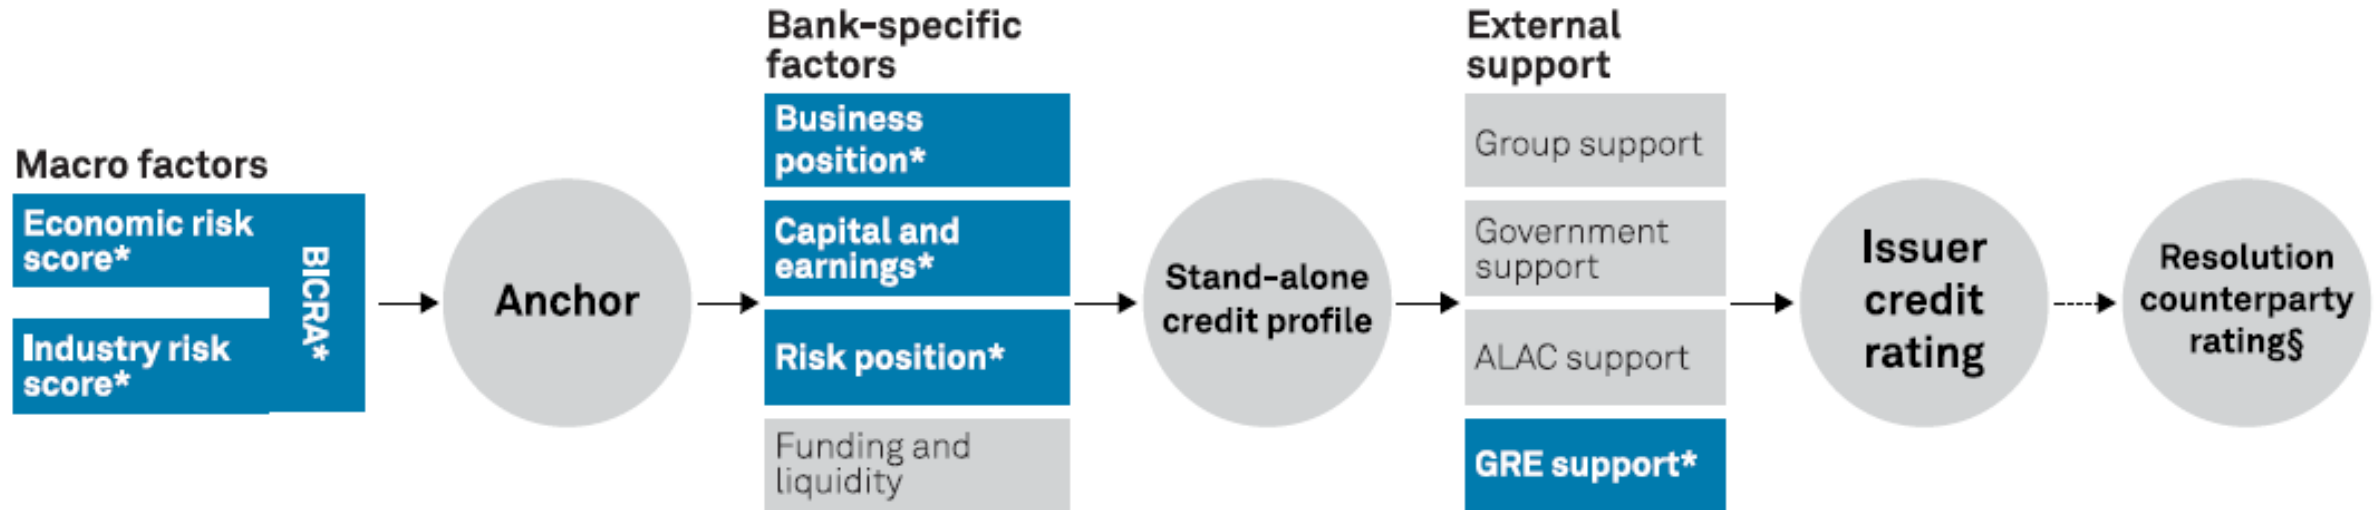 Macro factors
Economic risk
score*
Industry risk
score*
BICRA*
Anchor
Bank-specific
factors
Business
position*
Capital and
earnings*
Risk position*
Funding and
liquidity
Stand-alone
credit profile
External
support
Group support
Government
support
ALAC support
GRE support*
Issuer
credit
rating
Resolution
counterparty
rating§